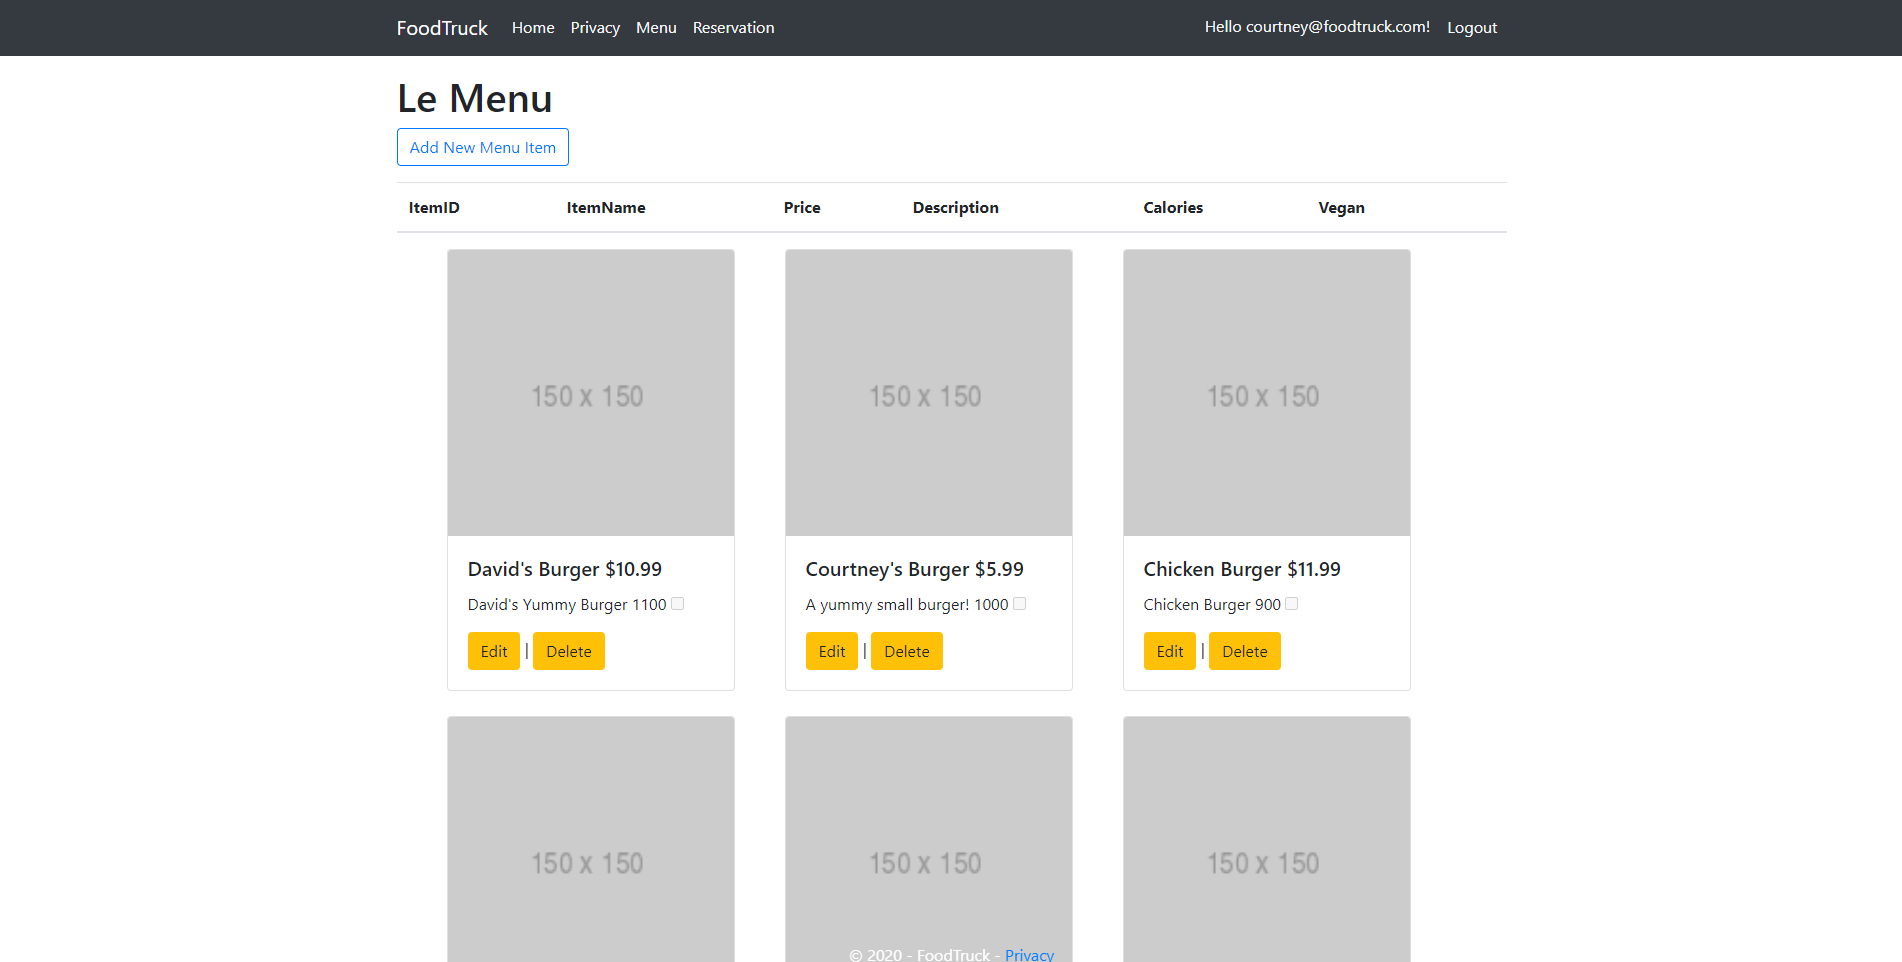 FoodTruck Home Privacy Menu Reservation Hello courtney@foodtruck.com! Logout
Le Menu
Add New Menu Item
ItemID ItemName Price Description Calories Vegan
150 x 150 150 x 150 150 x 150
David's Burger $10.99 Courtney's Burger $5.99 Chicken Burger $11.99
David's Yummy Burger 1100 A yummy small burger! 1000 Chicken Burger 900
Edit | Delete Edit | Delete Edit | Delete
150 x 150 150 x 150 150 x 150
© 2020 - FoodTruck - Privacy